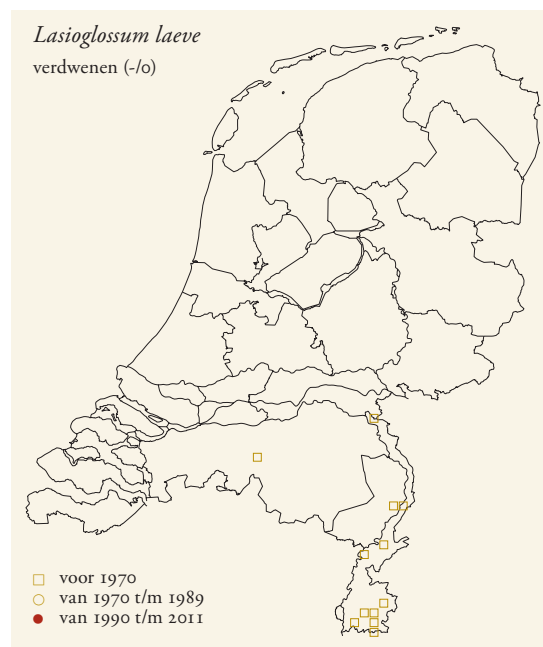 Lasioglossum laeve
verdwenen (-/0)
voor 1970
van 1970 t/m 1989
van 1990 t/m 2011